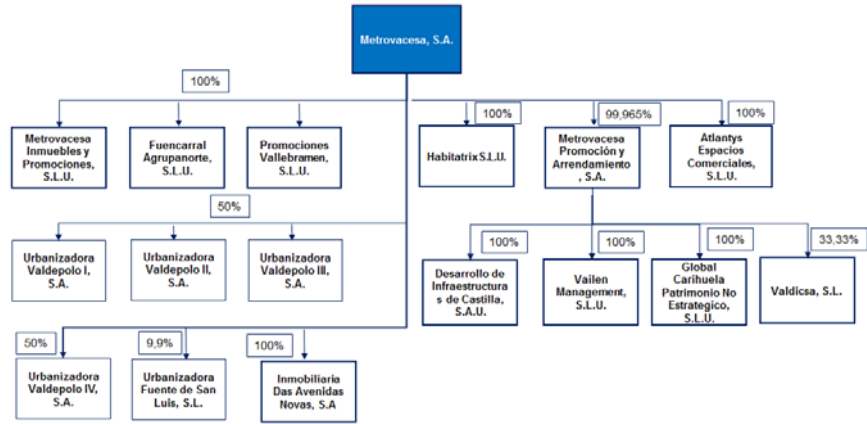 Metrovacesa, S.A.
100%
Metrovacesa
Inmuebles y
Promociones,
S.L.U.
Fuencarral
Agrupanorte,
S.L.U.
Promociones
Vallebramen,
S.L.U.
100%
Habitatrix S.L.U.
99,965%
Metrovacesa
Promoción y
Arrendamiento
, S.A.
100%
Atlantys
Espacios
Comerciales,
S.L.U.
50%
Urbanizadora
Valdepolo I,
S.A.
Urbanizadora
Valdepolo II,
S.A.
Urbanizadora
Valdepolo III,
S.A.
100%
Desarrollo de
Infraestructura
s de Castilla,
S.A.U.
100%
Vailen
Management,
S.L.U.
100%
Global
Carihuela
Patrimonio No
Estrategico,
S.L.U.
33,33%
Valdicsa, S.L.
50%
Urbanizadora
Valdepolo IV,
S.A.
9,9%
Urbanizadora
Fuente de San
Luis, S.L.
100%
Inmobiliaria
Das Avenidas
Novas, S.A